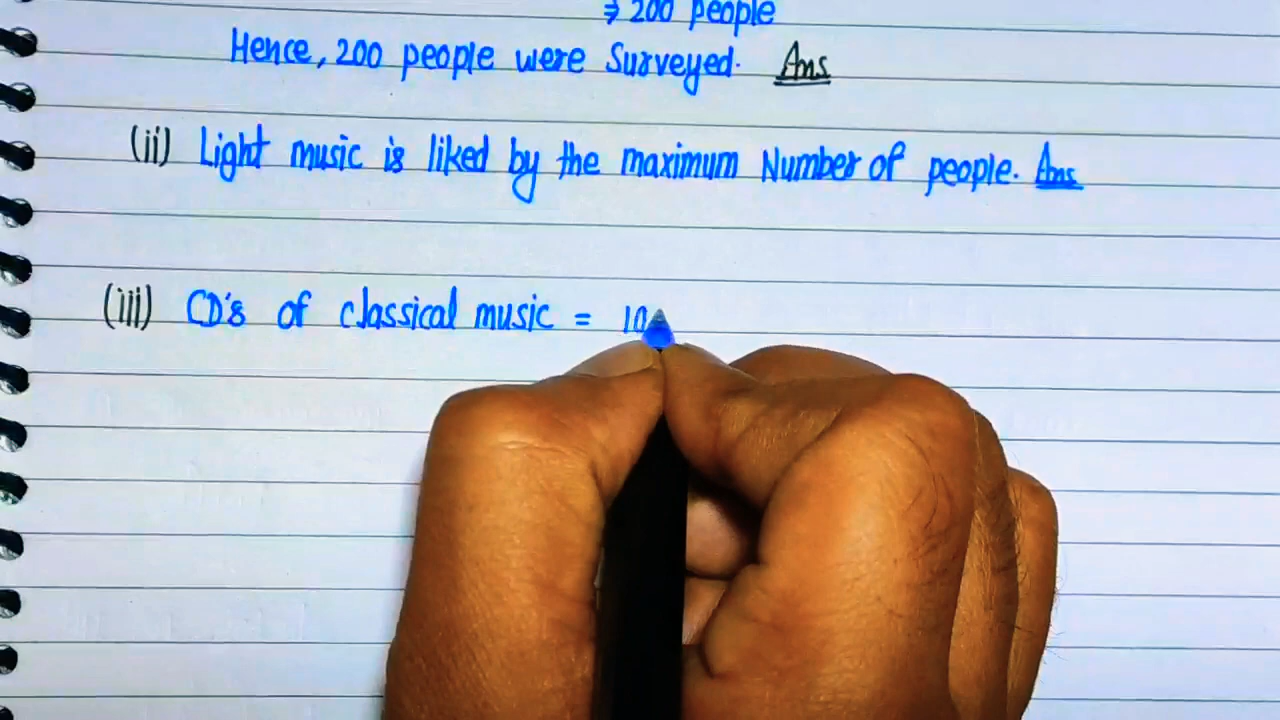 ⇒ 200 people
Hence, 200 people were Surveyed. Ans
(ii) Light music is liked by the maximum Number of people. Ans
(iii) CD's of classical music = 10